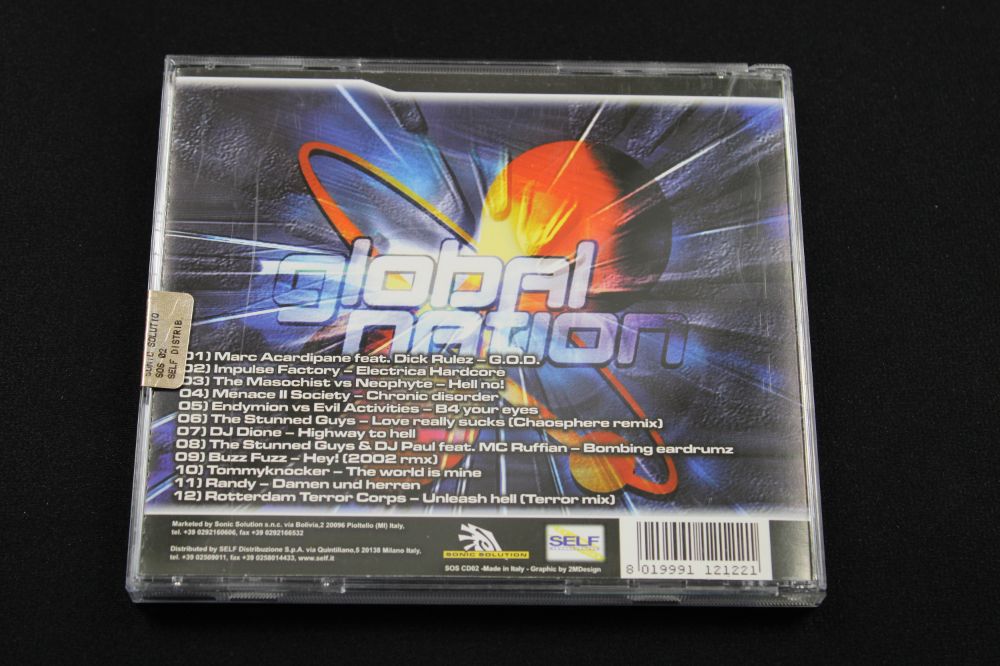 global
nation
01) Marc Acardipane feat. Dick Rulez – G.O.D.
02) Impulse Factory – Electrica Hardcore
03) The Masochist vs Neophyte – Hell no!
04) Menace II Society – Chronic disorder
05) Endymion vs Evil Activities – B4 your eyes
06) The Stunned Guys – Love really sucks (Chaosphere remix)
07) DJ Dione – Highway to hell
08) The Stunned Guys & DJ Paul feat. MC Ruffian – Bombing eardrumz
09) Buzz Fuzz – Hey! (2002 rmx)
10) Tommyknocker – The world is mine
11) Randy – Damen und herren
12) Rotterdam Terror Corps – Unleash hell (Terror mix)
SONIC SOLUTIO
SOS 02
SELF DISTRIB
Marketed by Sonic Solution s.n.c. via Bolivia,2 20096 Pioltello (MI) Italy,
tel. +39 0292160606, fax +39 0292166532
Distributed by SELF Distribuzione S.p.A. via Quintiliano,5 20138 Milano Italy,
tel. +39 02509011, fax +39 0258014433, www.self.it
SONIC SOLUTION
SELF
SOS CD02 -Made in Italy - Graphic by 2MDesign
8 019991 121221